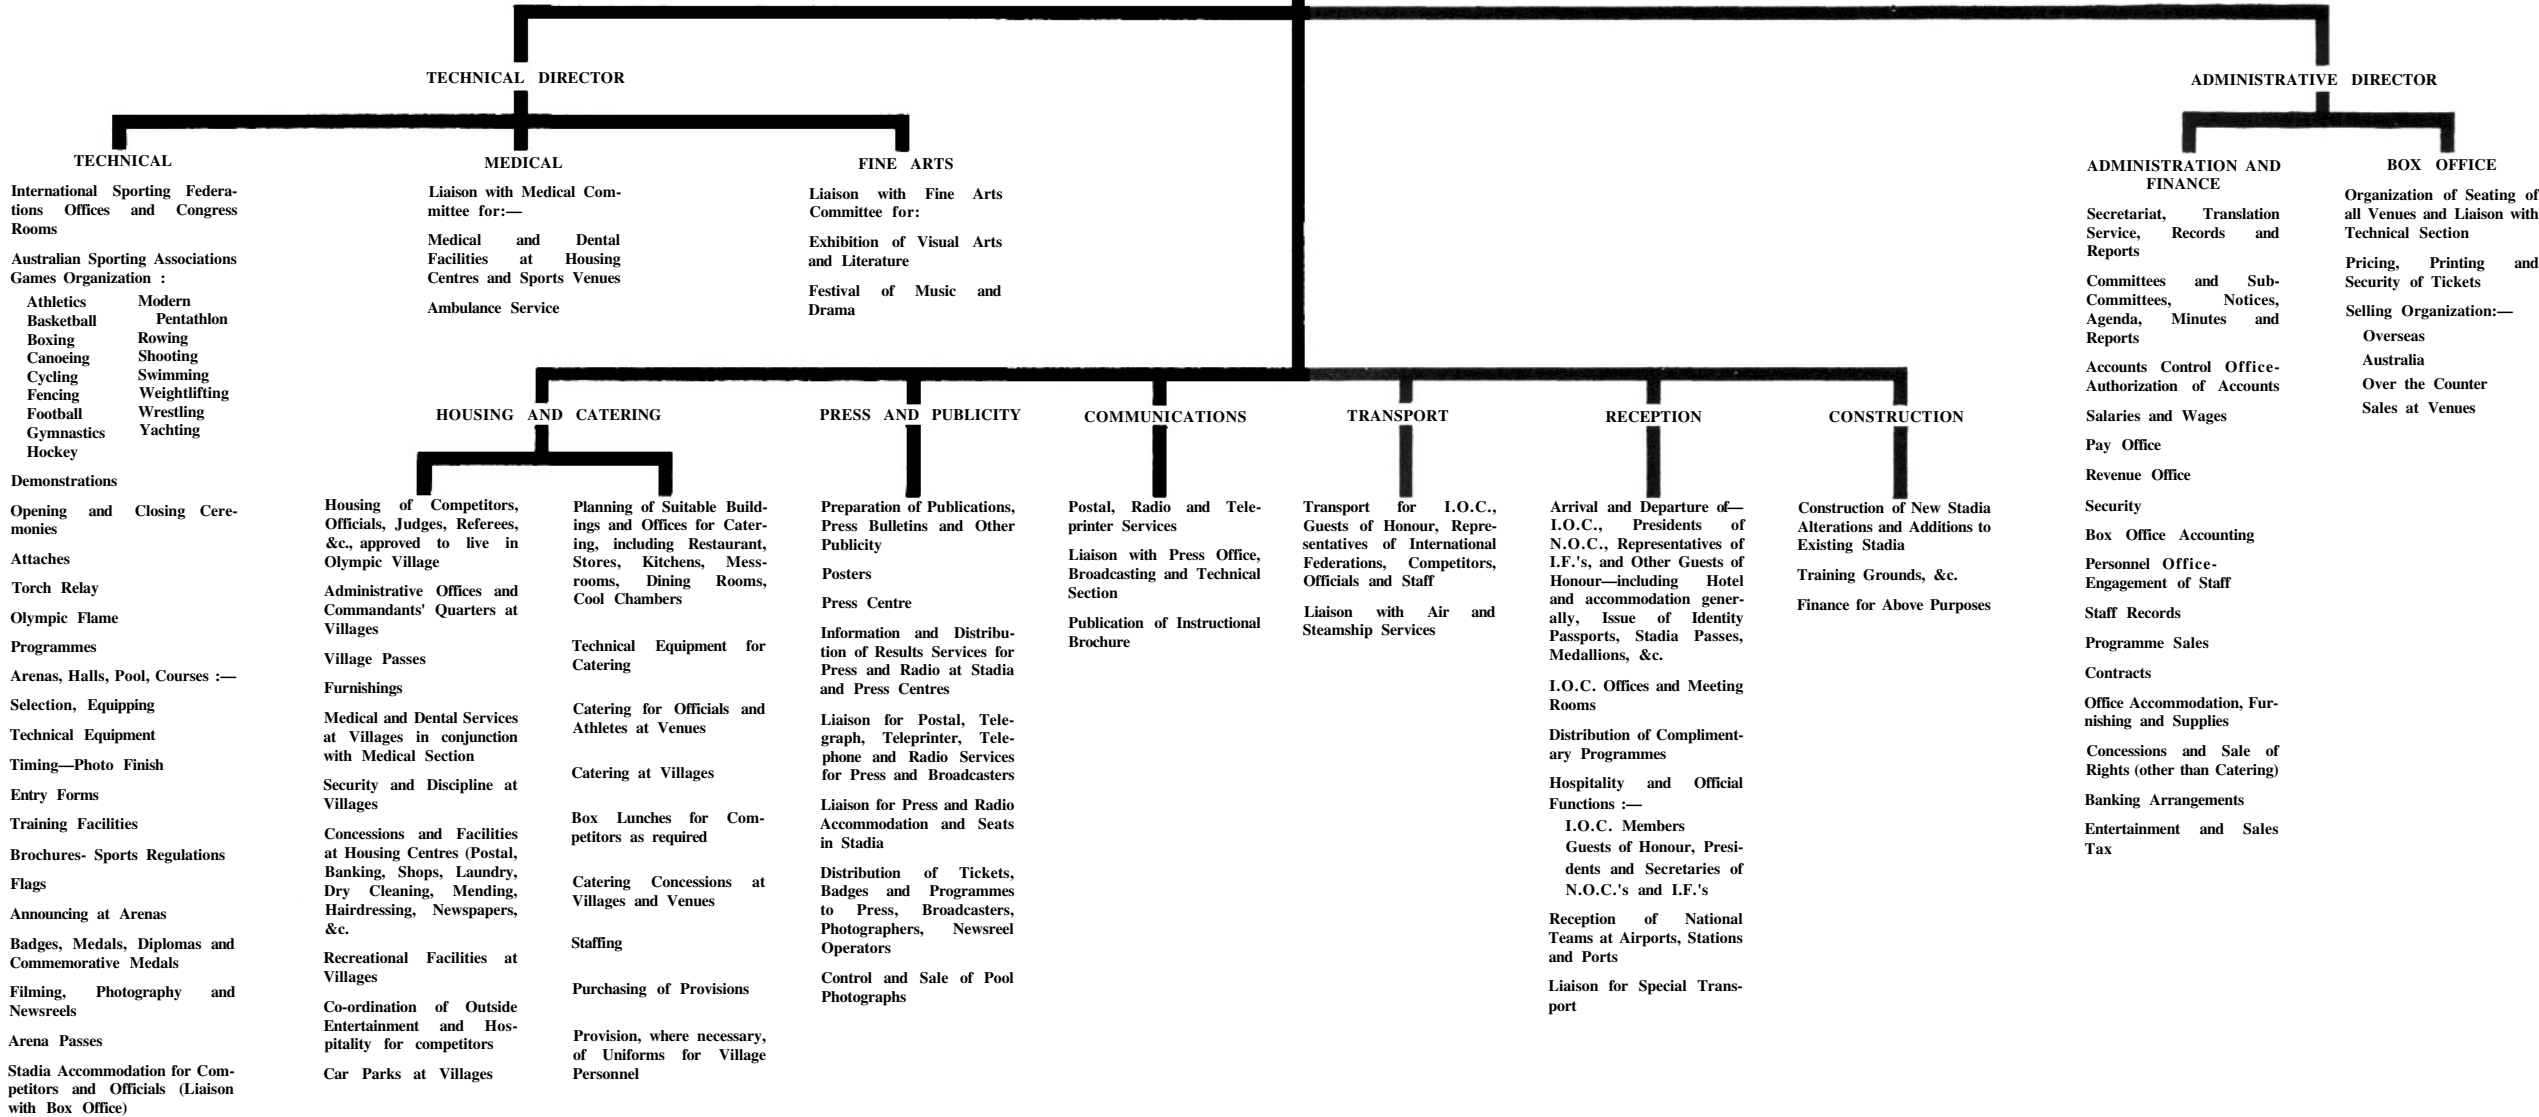 TECHNICAL DIRECTOR
ADMINISTRATIVE DIRECTOR
TECHNICAL
International Sporting Federa-
tions Offices and Congress
Rooms
Australian Sporting Associations
Games Organization :
Athletics
Basketball
Boxing
Canoeing
Cycling
Fencing
Football
Gymnastics
Hockey
Modern
Pentathlon
Rowing
Shooting
Swimming
Weightlifting
Wrestling
Yachting
Demonstrations
Opening and Closing Cere-
monies
Attaches
Torch Relay
Olympic Flame
Programmes
Arenas, Halls, Pool, Courses :—
Selection, Equipping
Technical Equipment
Timing—Photo Finish
Entry Forms
Training Facilities
Brochures- Sports Regulations
Flags
Announcing at Arenas
Badges, Medals, Diplomas and
Commemorative Medals
Filming, Photography and
Newsreels
Arena Passes
Stadia Accommodation for Com-
petitors and Officials (Liaison
with Box Office)
MEDICAL
Liaison with Medical Com-
mittee for:—
Medical and Dental
Facilities at Housing
Centres and Sports Venues
Ambulance Service
FINE ARTS
Liaison with Fine Arts
Committee for:
Exhibition of Visual Arts
and Literature
Festival of Music and
Drama
HOUSING AND CATERING
Housing of Competitors,
Officials, Judges, Referees,
&c., approved to live in
Olympic Village
Administrative Offices and
Commandants' Quarters at
Villages
Village Passes
Furnishings
Medical and Dental Services
at Villages in conjunction
with Medical Section
Security and Discipline at
Villages
Concessions and Facilities
at Housing Centres (Postal,
Banking, Shops, Laundry,
Dry Cleaning, Mending,
Hairdressing, Newspapers,
&c.
Recreational Facilities at
Villages
Co-ordination of Outside
Entertainment and Hos-
pitality for competitors
Car Parks at Villages
Planning of Suitable Build-
ings and Offices for Cater-
ing, including Restaurant,
Stores, Kitchens, Mess-
rooms, Dining Rooms,
Cool Chambers
Technical Equipment for
Catering
Catering for Officials and
Athletes at Venues
Catering at Villages
Box Lunches for Com-
petitors as required
Catering Concessions at
Villages and Venues
Staffing
Purchasing of Provisions
Provision, where necessary,
of Uniforms for Village
Personnel
PRESS AND PUBLICITY
Preparation of Publications,
Press Bulletins and Other
Publicity
Posters
Press Centre
Information and Distribu-
tion of Results Services for
Press and Radio at Stadia
and Press Centres
Liaison for Postal, Tele-
graph, Teleprinter, Tele-
phone and Radio Services
for Press and Broadcasters
Liaison for Press and Radio
Accommodation and Seats
in Stadia
Distribution of Tickets,
Badges and Programmes
to Press, Broadcasters,
Photographers, Newsreel
Operators
Control and Sale of Pool
Photographs
COMMUNICATIONS
Postal, Radio and Tele-
printer Services
Liaison with Press Office,
Broadcasting and Technical
Section
Publication of Instructional
Brochure
TRANSPORT
Transport for I.O.C.,
Guests of Honour, Repre-
sentatives of International
Federations, Competitors,
Officials and Staff
Liaison with Air and
Steamship Services
RECEPTION
Arrival and Departure of—
I.O.C., Presidents of
N.O.C., Representatives of
I.F.'s, and Other Guests of
Honour—including Hotel
and accommodation gener-
ally, Issue of Identity
Passports, Stadia Passes,
Medallions, &c.
I.O.C. Offices and Meeting
Rooms
Distribution of Compliment-
ary Programmes
Hospitality and Official
Functions :—
I.O.C. Members
Guests of Honour, Presi-
dents and Secretaries of
N.O.C.'s and I.F.'s
Reception of National
Teams at Airports, Stations
and Ports
Liaison for Special Trans-
port
CONSTRUCTION
Construction of New Stadia
Alterations and Additions to
Existing Stadia
Training Grounds, &c.
Finance for Above Purposes
ADMINISTRATION AND
FINANCE
Secretariat, Translation
Service, Records and
Reports
Committees and Sub-
Committees, Notices,
Agenda, Minutes and
Reports
Accounts Control Office-
Authorization of Accounts
Salaries and Wages
Pay Office
Revenue Office
Security
Box Office Accounting
Personnel Office-
Engagement of Staff
Staff Records
Programme Sales
Contracts
Office Accommodation, Fur-
nishing and Supplies
Concessions and Sale of
Rights (other than Catering)
Banking Arrangements
Entertainment and Sales
Tax
BOX OFFICE
Organization of Seating of
all Venues and Liaison with
Technical Section
Pricing, Printing and
Security of Tickets
Selling Organization:—
Overseas
Australia
Over the Counter
Sales at Venues